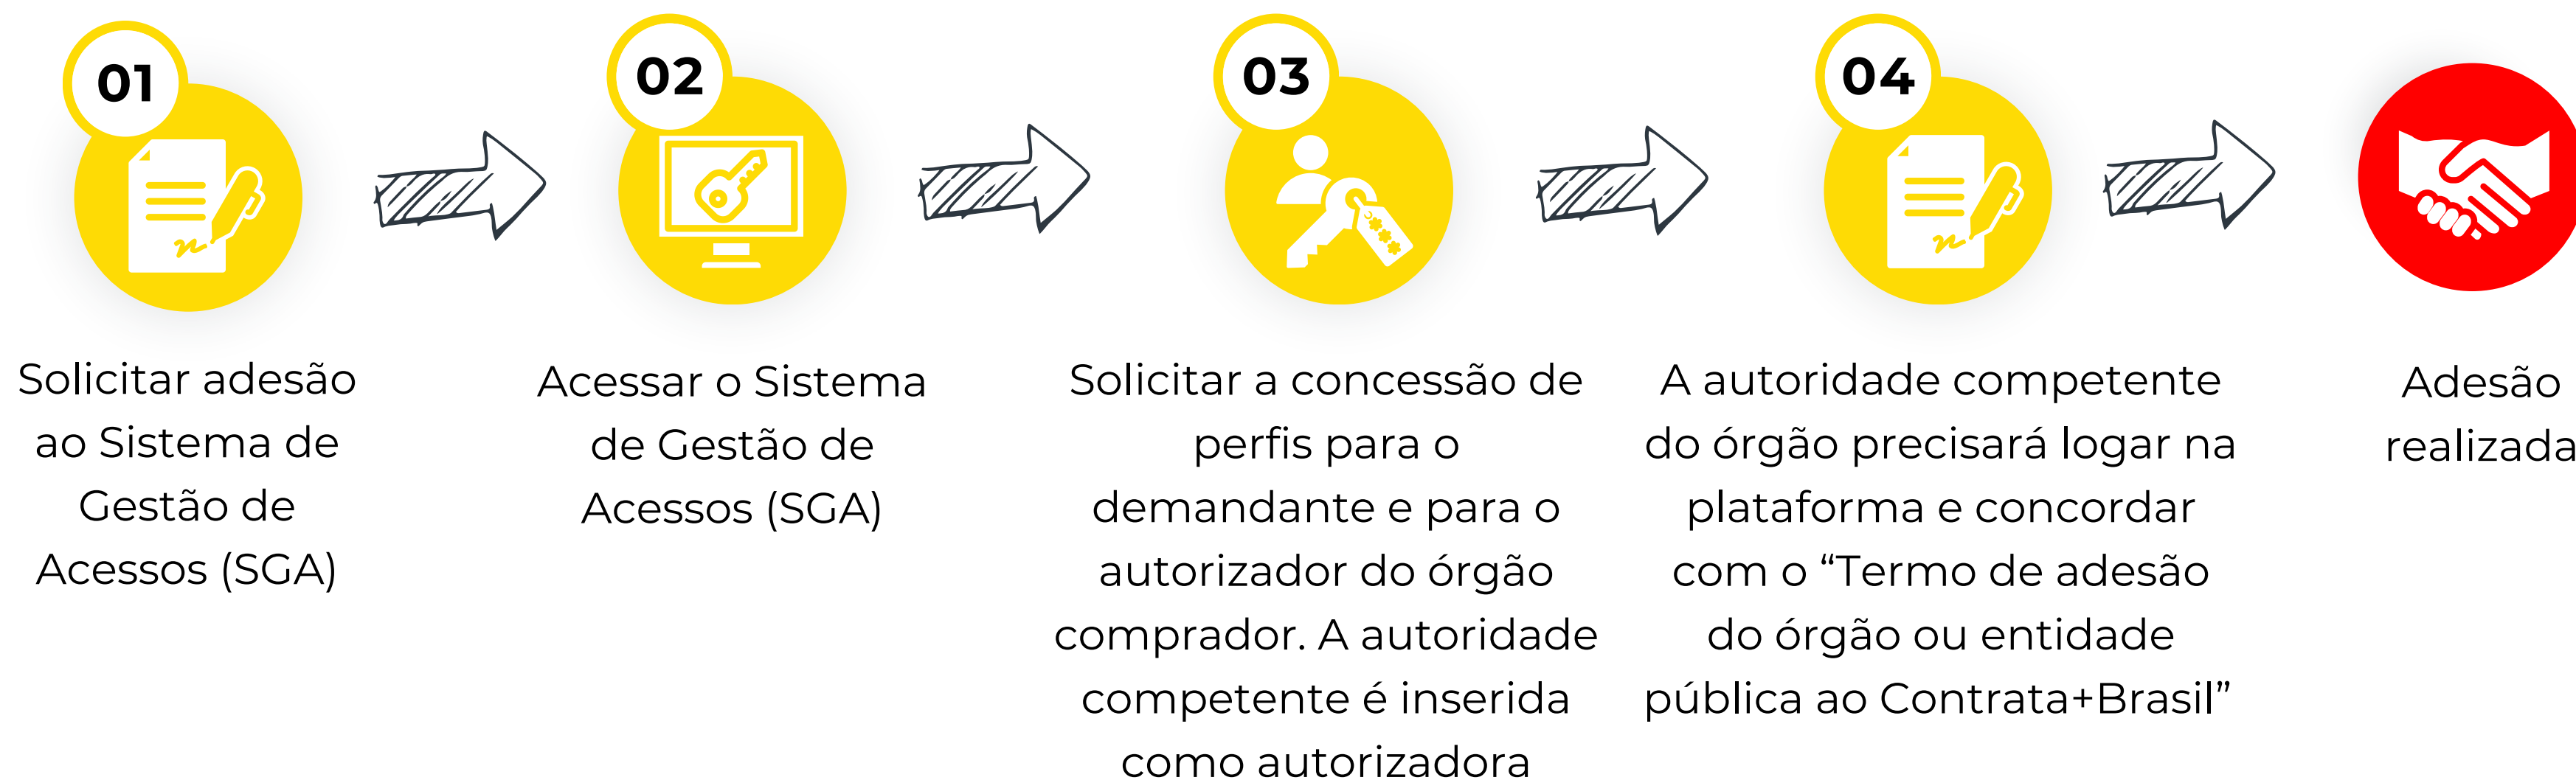 01
Solicitar adesão
ao Sistema de
Gestão de
Acessos (SGA)
02
Acessar o Sistema
de Gestão de
Acessos (SGA)
03
Solicitar a concessão de
perfis para o
demandante e para o
autorizador do órgão
comprador. A autoridade
competente é inserida
como autorizadora
04
A autoridade competente
do órgão precisará logar na
plataforma e concordar
com o “Termo de adesão
do órgão ou entidade
pública ao Contrata+Brasil”
Adesão
realizada